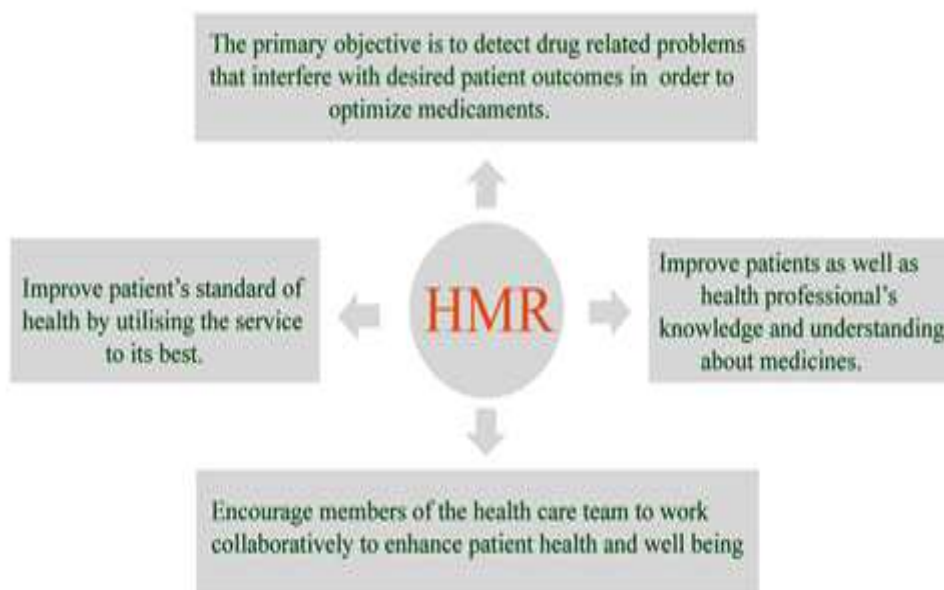 The primary objective is to detect drug related problems
that interfere with desired patient outcomes in order to
optimize medicaments.
Improve patient's standard of
health by utilising the service
to its best.
HMR
Improve patients as well as
health professional's
knowledge and understanding
about medicines.
Encourage members of the health care team to work
collaboratively to enhance patient health and well being